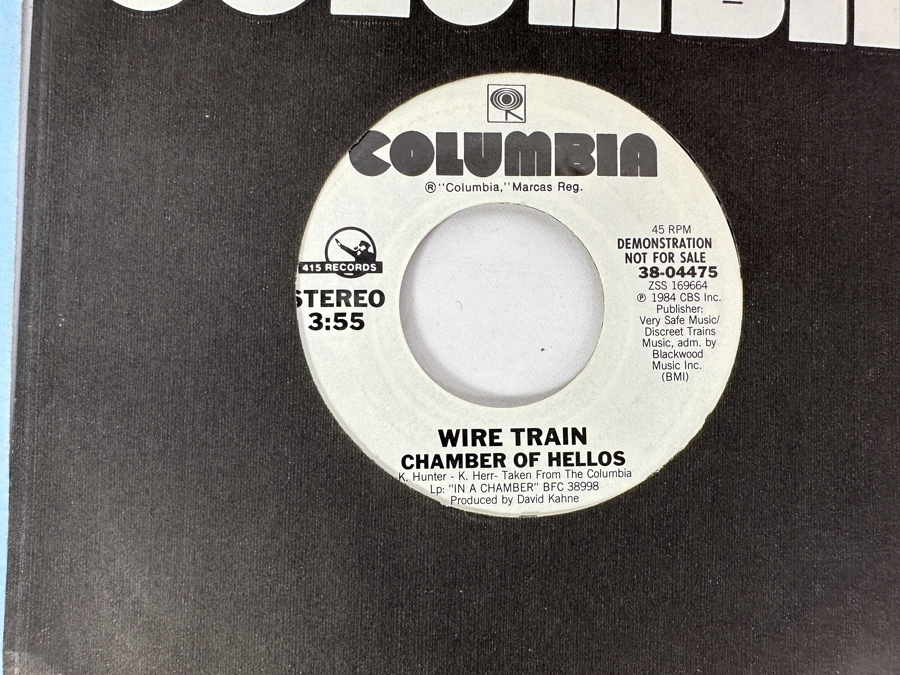 COLUMBIA
COLUMBIA
® "Columbia," Marcas Reg.
415 RECORDS
STEREO
3:55
45 RPM
DEMONSTRATION
NOT FOR SALE
38-04475
ZSS 169664
℗ 1984 CBS Inc.
Publisher:
Very Safe Music/
Discreet Trains
Music, adm. by
Blackwood
Music Inc.
(BMI)
WIRE TRAIN
CHAMBER OF HELLOS
K. Hunter - K. Herr- Taken From The Columbia
Lp: "IN A CHAMBER" BFC 38998
Produced by David Kahne